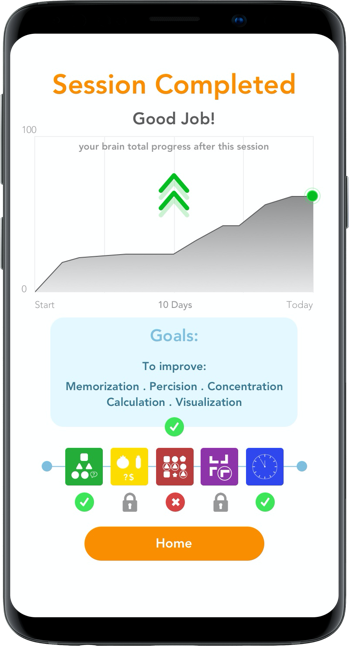 Session Completed
Good Job!
100
your brain total progress after this session
0
Start 10 Days Today
Goals:
To improve:
Memorization . Percision . Concentration
Calculation . Visualization
?5
Home